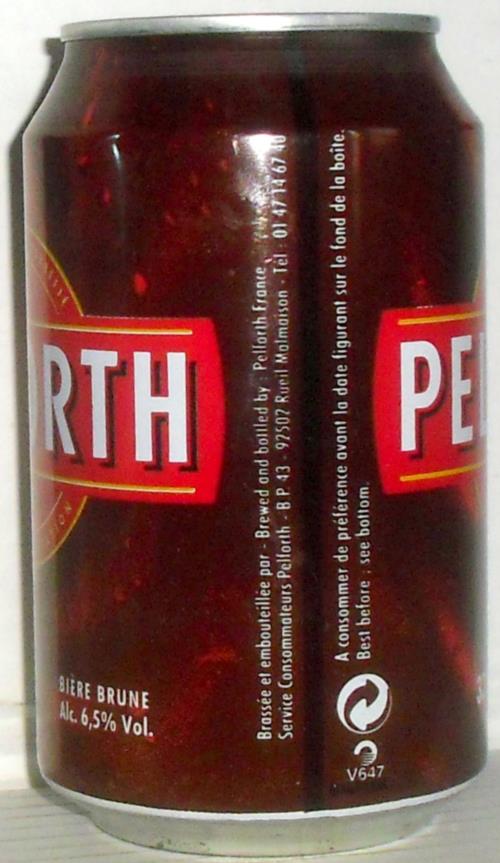 RTH
PEL
BIÈRE BRUNE
Alc. 6,5% Vol.
Brassée et embouteillée par - Brewed and bottled by : Pelforth France
Service Consommateurs Pelforth - B.P. 43 - 92502 Rueil Malmaison - Tél : 01 47 14 67 40
A consommer de préférence avant la date figurant sur le fond de la boîte.
Best before : see bottom.
V647